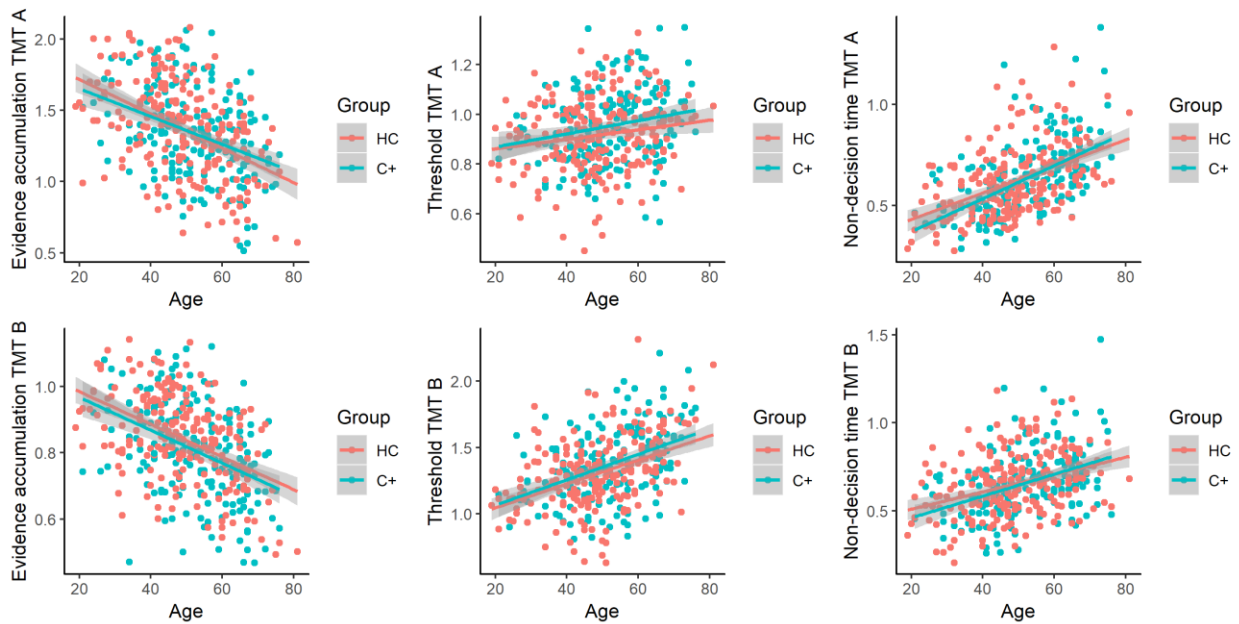 Evidence accumulation TMT A
2.0
1.5
1.0
0.5
20 40 60 80
Age
Group
HC
C+
Threshold TMT A
1.2
1.0
0.8
0.6
20 40 60 80
Age
Group
HC
C+
Non-decision time TMT A
1.0
0.5
20 40 60 80
Age
Group
HC
C+
Evidence accumulation TMT B
1.0
0.8
0.6
20 40 60 80
Age
Group
HC
C+
Threshold TMT B
2.0
1.5
1.0
20 40 60 80
Age
Group
HC
C+
Non-decision time TMT B
1.5
1.0
0.5
20 40 60 80
Age
Group
HC
C+